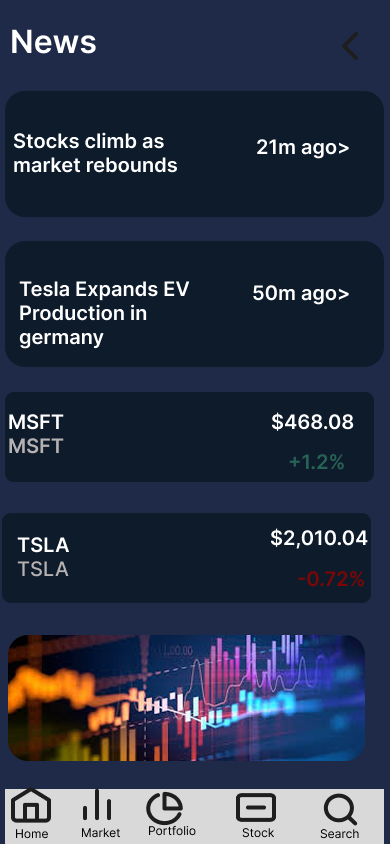 News
Stocks climb as
market rebounds
21m ago>
Tesla Expands EV
Production in
germany
50m ago>
MSFT
MSFT
$468.08
+1.2%
TSLA
TSLA
$2,010.04
-0.72%
Home
Market
Portfolio
Stock
Search